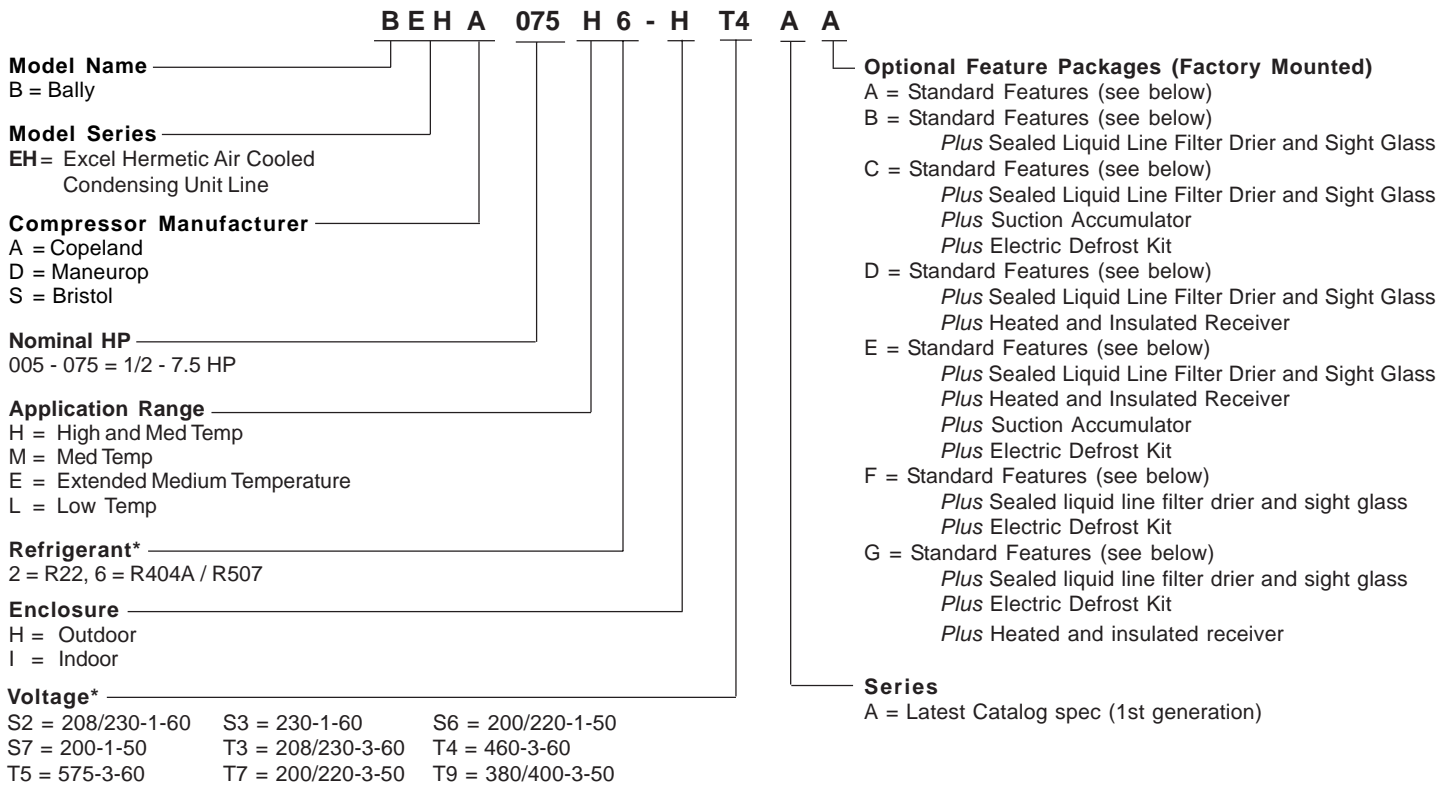 B E H A 075 H 6 - H T4 A A
Model Name
B = Bally
Model Series
EH = Excel Hermetic Air Cooled
Condensing Unit Line
Compressor Manufacturer
A = Copeland
D = Maneurop
S = Bristol
Nominal HP
005 - 075 = 1/2 - 7.5 HP
Application Range
H = High and Med Temp
M = Med Temp
E = Extended Medium Temperature
L = Low Temp
Refrigerant*
2 = R22, 6 = R404A / R507
Enclosure
H = Outdoor
I = Indoor
Voltage*
S2 = 208/230-1-60 S3 = 230-1-60 S6 = 200/220-1-50
S7 = 200-1-50 T3 = 208/230-3-60 T4 = 460-3-60
T5 = 575-3-60 T7 = 200/220-3-50 T9 = 380/400-3-50
Optional Feature Packages (Factory Mounted)
A = Standard Features (see below)
B = Standard Features (see below)
Plus Sealed Liquid Line Filter Drier and Sight Glass
C = Standard Features (see below)
Plus Sealed Liquid Line Filter Drier and Sight Glass
Plus Suction Accumulator
Plus Electric Defrost Kit
D = Standard Features (see below)
Plus Sealed Liquid Line Filter Drier and Sight Glass
Plus Heated and Insulated Receiver
E = Standard Features (see below)
Plus Sealed Liquid Line Filter Drier and Sight Glass
Plus Heated and Insulated Receiver
Plus Suction Accumulator
Plus Electric Defrost Kit
F = Standard Features (see below)
Plus Sealed liquid line filter drier and sight glass
Plus Electric Defrost Kit
G = Standard Features (see below)
Plus Sealed liquid line filter drier and sight glass
Plus Electric Defrost Kit
Plus Heated and insulated receiver
Series
A = Latest Catalog spec (1st generation)